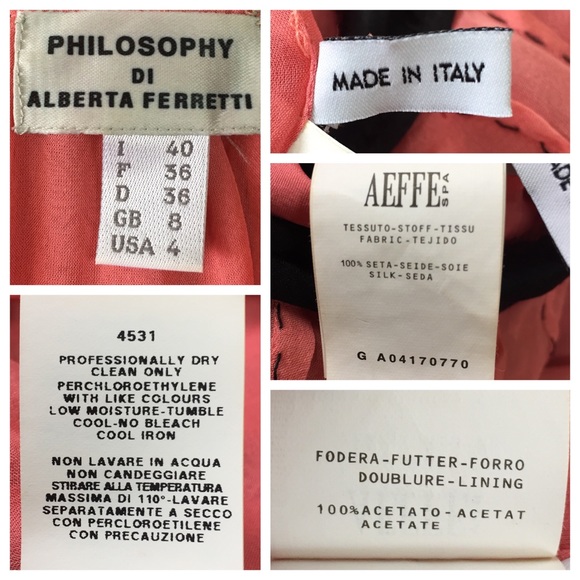 PHILOSOPHY
DI
ALBERTA FERRETTI
I 40
F 36
D 36
GB 8
USA 4
MADE IN ITALY
AEFFE SPA
TESSUTO-STOFF-TISSU
FABRIC-TEJIDO
100% SETA-SEIDE-SOIE
SILK-SEDA
G A04170770
4531
PROFESSIONALLY DRY
CLEAN ONLY
PERCHLOROETHYLENE
WITH LIKE COLOURS
LOW MOISTURE-TUMBLE
COOL-NO BLEACH
COOL IRON
NON LAVARE IN ACQUA
NON CANDEGGIARE
STIRARE ALLA TEMPERATURA
MASSIMA DI 110°-LAVARE
SEPARATAMENTE A SECCO
CON PERCLOROETILENE
CON PRECAUZIONE
FODERA-FUTTER-FORRO
DOUBLURE-LINING
100%ACETATO-ACETAT
ACETATE